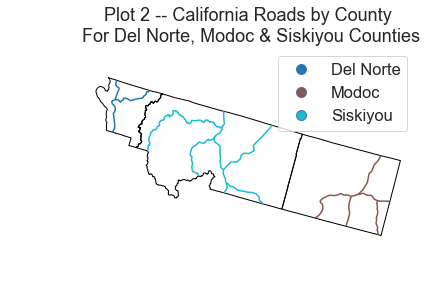 Plot 2 -- California Roads by County
For Del Norte, Modoc & Siskiyou Counties
Del Norte
Modoc
Siskiyou